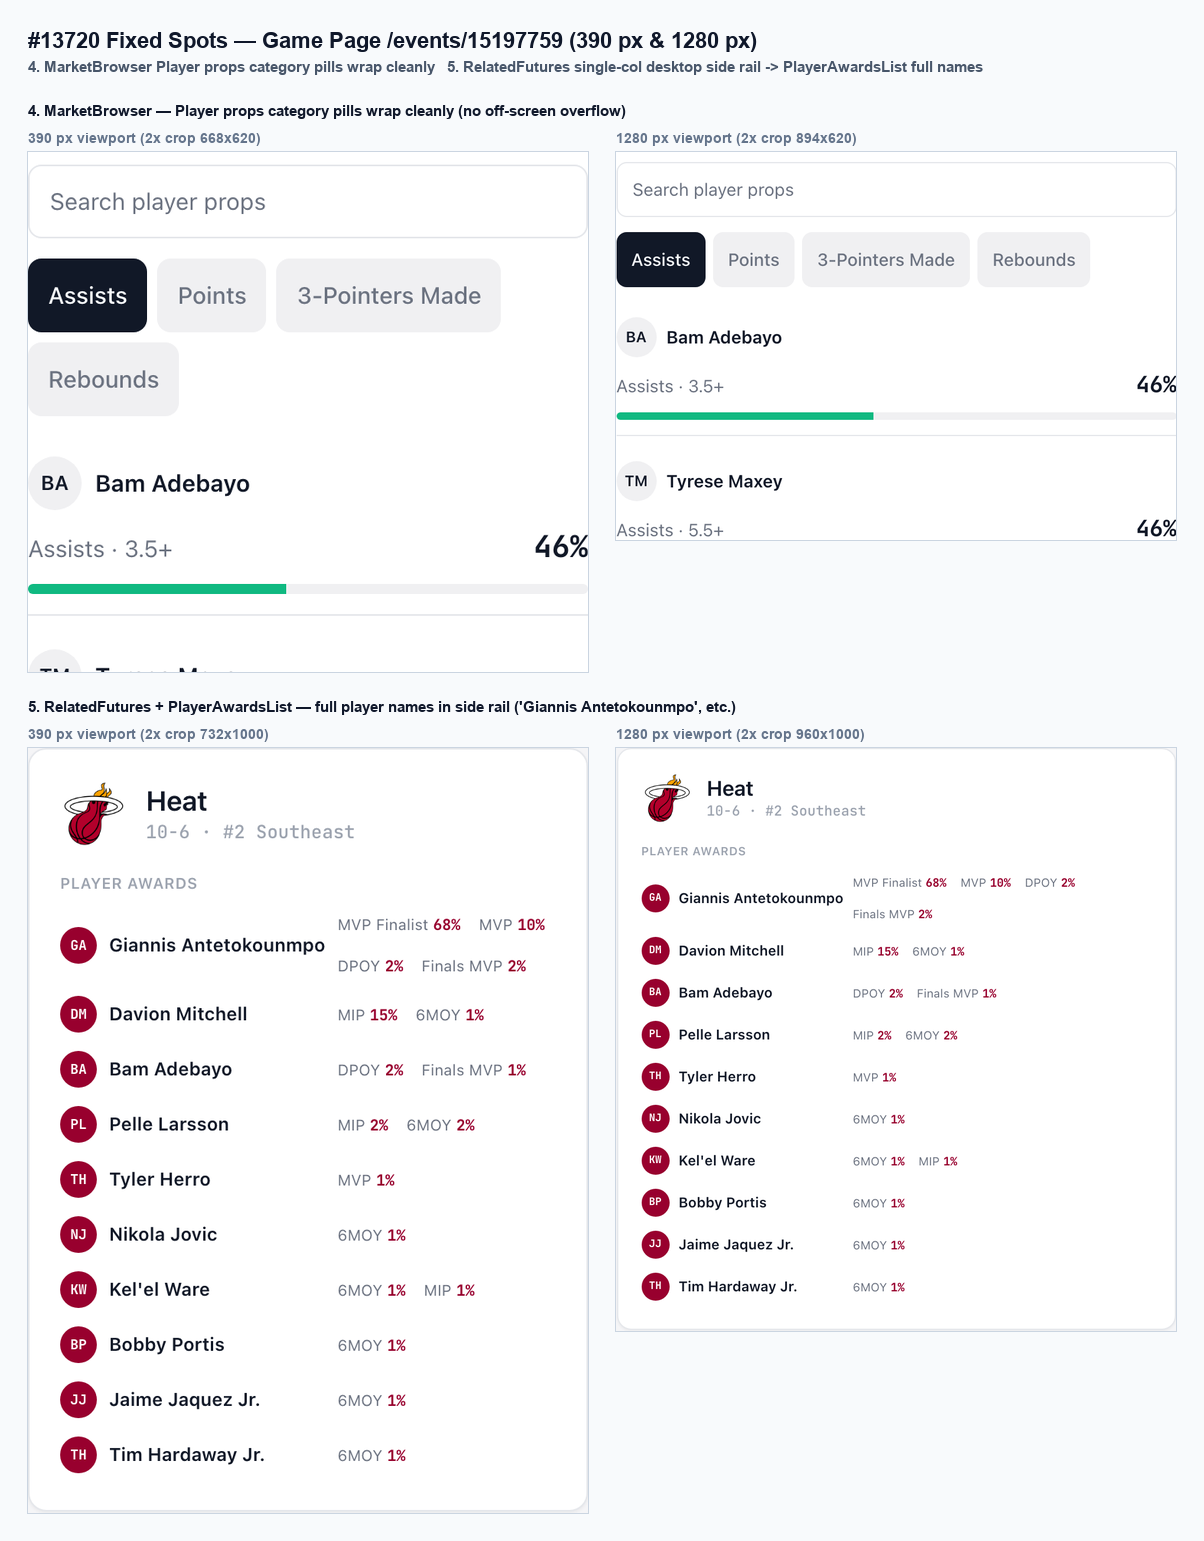 #13720 Fixed Spots — Game Page /events/15197759 (390 px & 1280 px)
4. MarketBrowser Player props category pills wrap cleanly 5. RelatedFutures single-col desktop side rail -> PlayerAwardsList full names
4. MarketBrowser — Player props category pills wrap cleanly (no off-screen overflow)
390 px viewport (2x crop 668x620)
Search player props
Assists Points 3-Pointers Made
Rebounds
BA Bam Adebayo
Assists · 3.5+ 46%
1280 px viewport (2x crop 894x620)
Search player props
Assists Points 3-Pointers Made Rebounds
BA Bam Adebayo
Assists · 3.5+ 46%
TM Tyrese Maxey
Assists · 5.5+ 46%
5. RelatedFutures + PlayerAwardsList — full player names in side rail ('Giannis Antetokounmpo', etc.)
390 px viewport (2x crop 732x1000)
Heat
10-6 · #2 Southeast
PLAYER AWARDS
MVP Finalist 68% MVP 10%
GA Giannis Antetokounmpo
DPOY 2% Finals MVP 2%
DM Davion Mitchell MIP 15% 6MOY 1%
BA Bam Adebayo DPOY 2% Finals MVP 1%
PL Pelle Larsson MIP 2% 6MOY 2%
TH Tyler Herro MVP 1%
NJ Nikola Jovic 6MOY 1%
KW Kel'el Ware 6MOY 1% MIP 1%
BP Bobby Portis 6MOY 1%
JJ Jaime Jaquez Jr. 6MOY 1%
TH Tim Hardaway Jr. 6MOY 1%
1280 px viewport (2x crop 960x1000)
Heat
10-6 · #2 Southeast
PLAYER AWARDS
MVP Finalist 68% MVP 10% DPOY 2%
GA Giannis Antetokounmpo
Finals MVP 2%
DM Davion Mitchell MIP 15% 6MOY 1%
BA Bam Adebayo DPOY 2% Finals MVP 1%
PL Pelle Larsson MIP 2% 6MOY 2%
TH Tyler Herro MVP 1%
NJ Nikola Jovic 6MOY 1%
KW Kel'el Ware 6MOY 1% MIP 1%
BP Bobby Portis 6MOY 1%
JJ Jaime Jaquez Jr. 6MOY 1%
TH Tim Hardaway Jr. 6MOY 1%